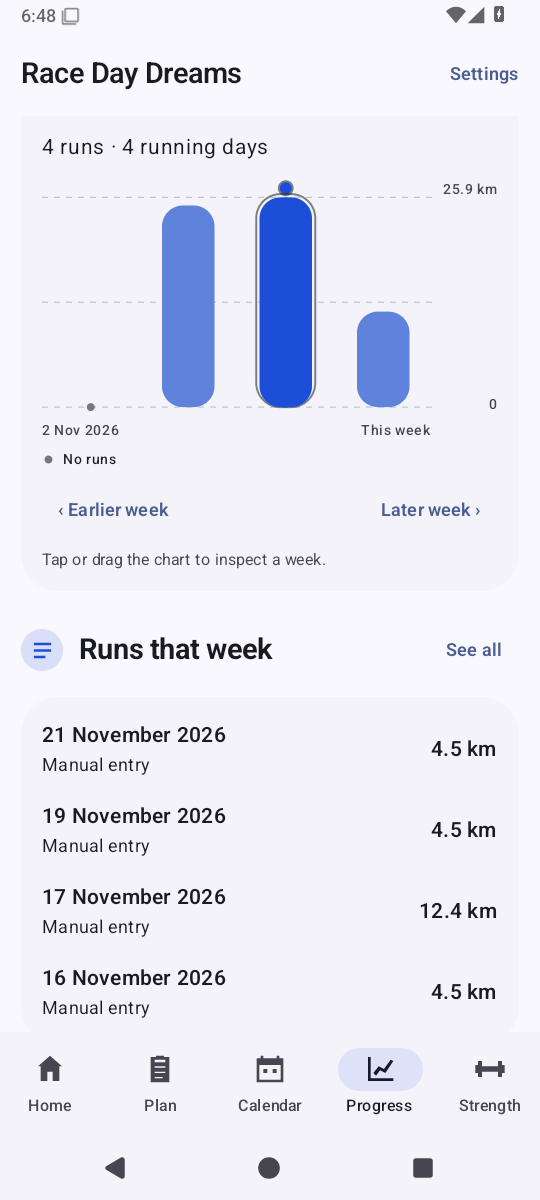 6:48
Race Day Dreams
Settings
4 runs · 4 running days
25.9 km
0
2 Nov 2026
This week
No runs
‹ Earlier week
Later week ›
Tap or drag the chart to inspect a week.
Runs that week
See all
21 November 2026
Manual entry
4.5 km
19 November 2026
Manual entry
4.5 km
17 November 2026
Manual entry
12.4 km
16 November 2026
Manual entry
4.5 km
Home
Plan
Calendar
Progress
Strength